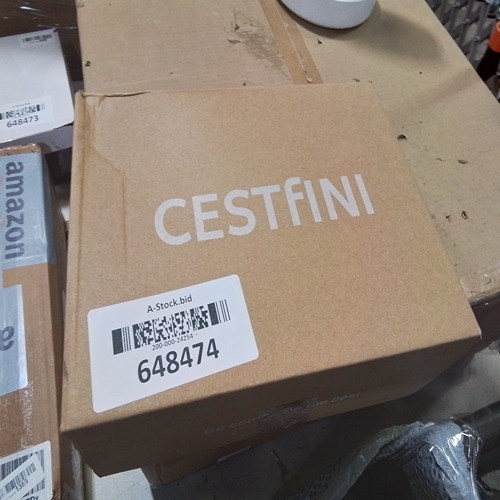 CESTfINI
A-Stock.bid
200-000-24254
648474
648473
amazon